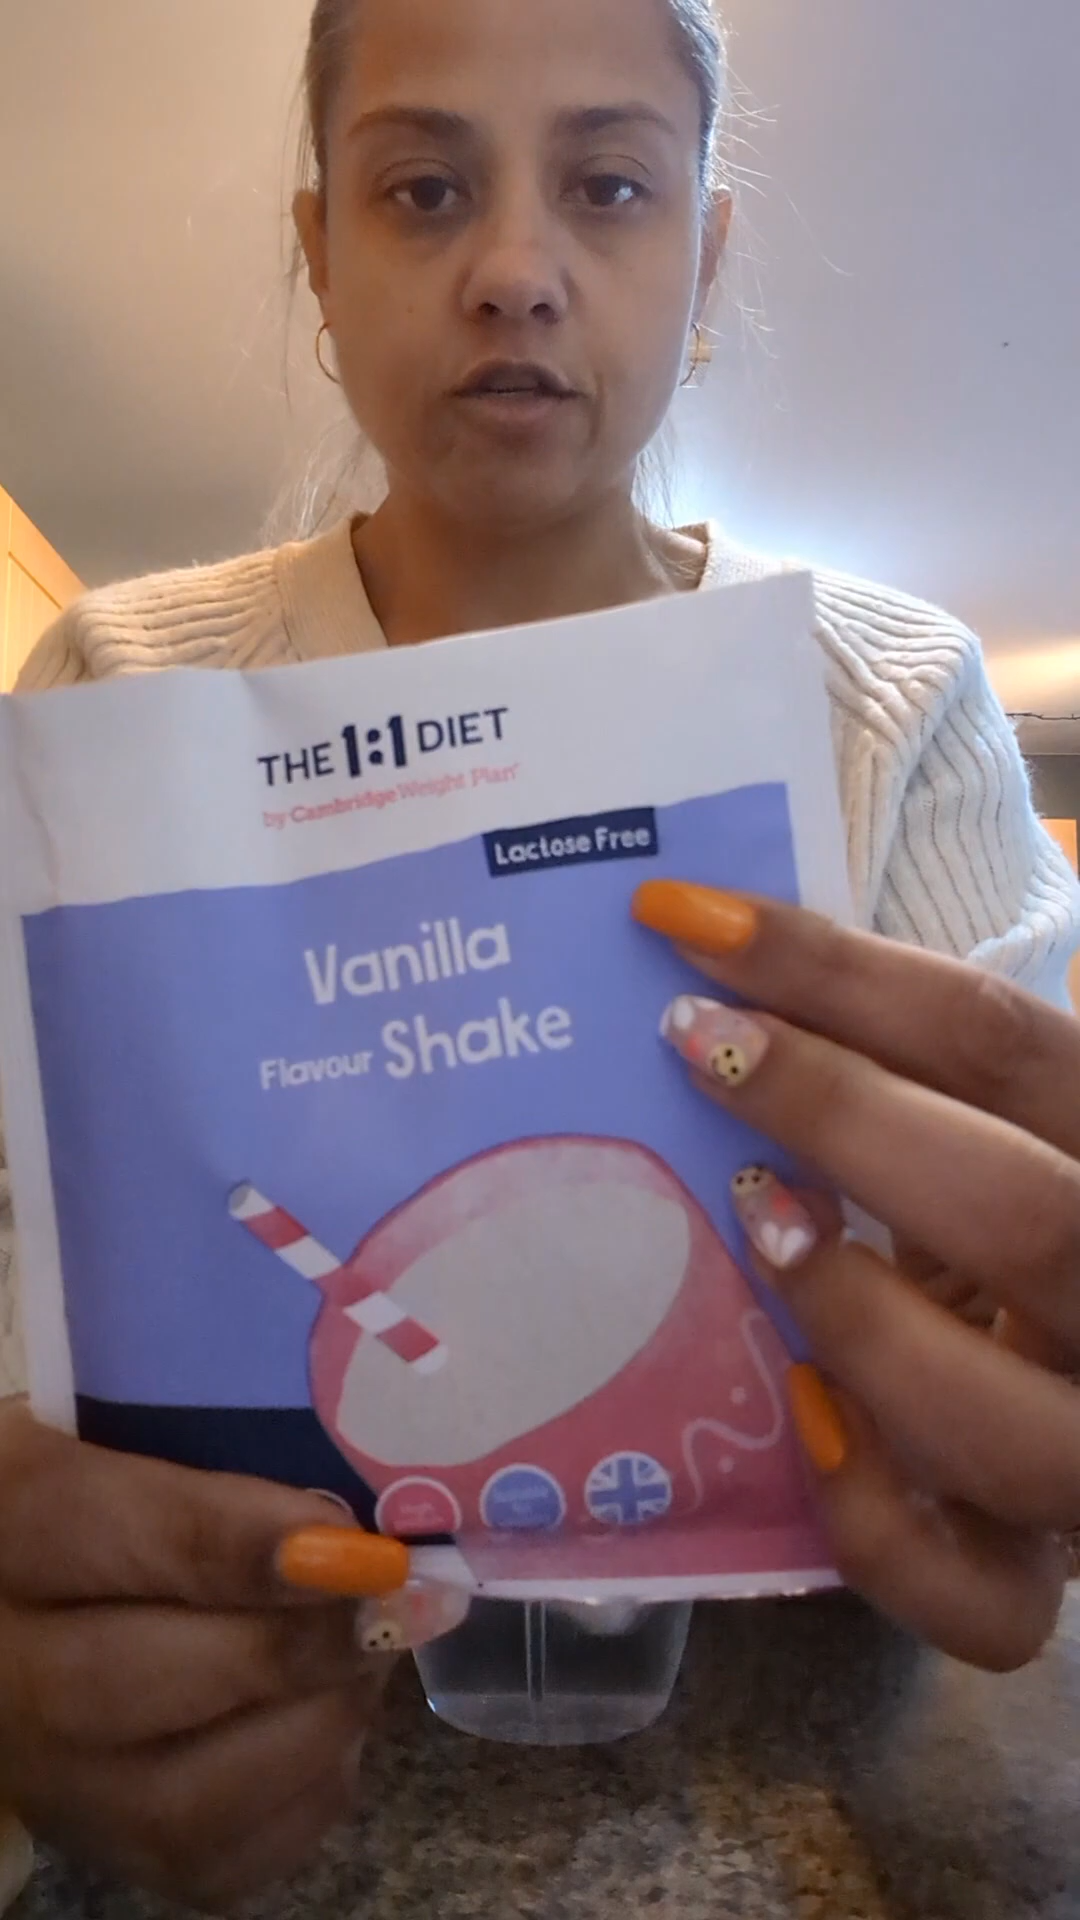 THE 1:1 DIET
by Cambridge Weight Plan
Lactose Free
Vanilla
Flavour Shake